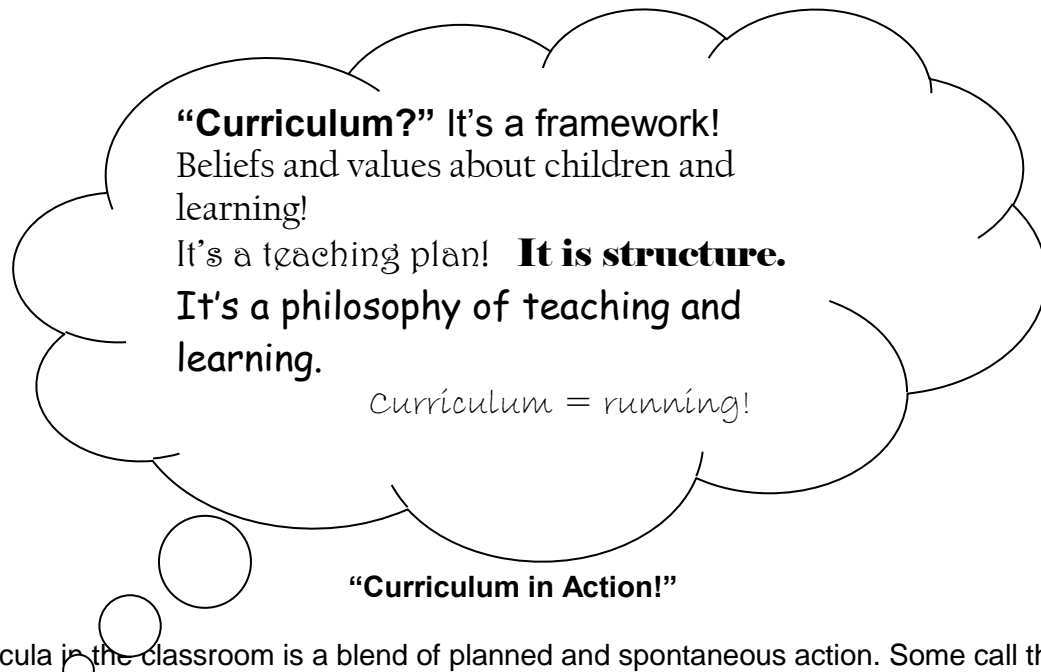 “Curriculum?” It’s a framework!
Beliefs and values about children and
learning!
It’s a teaching plan! It is structure.
It’s a philosophy of teaching and
learning.
Curriculum = running!
“Curriculum in Action!”
cula in the classroom is a blend of planned and spontaneous action. Some call th